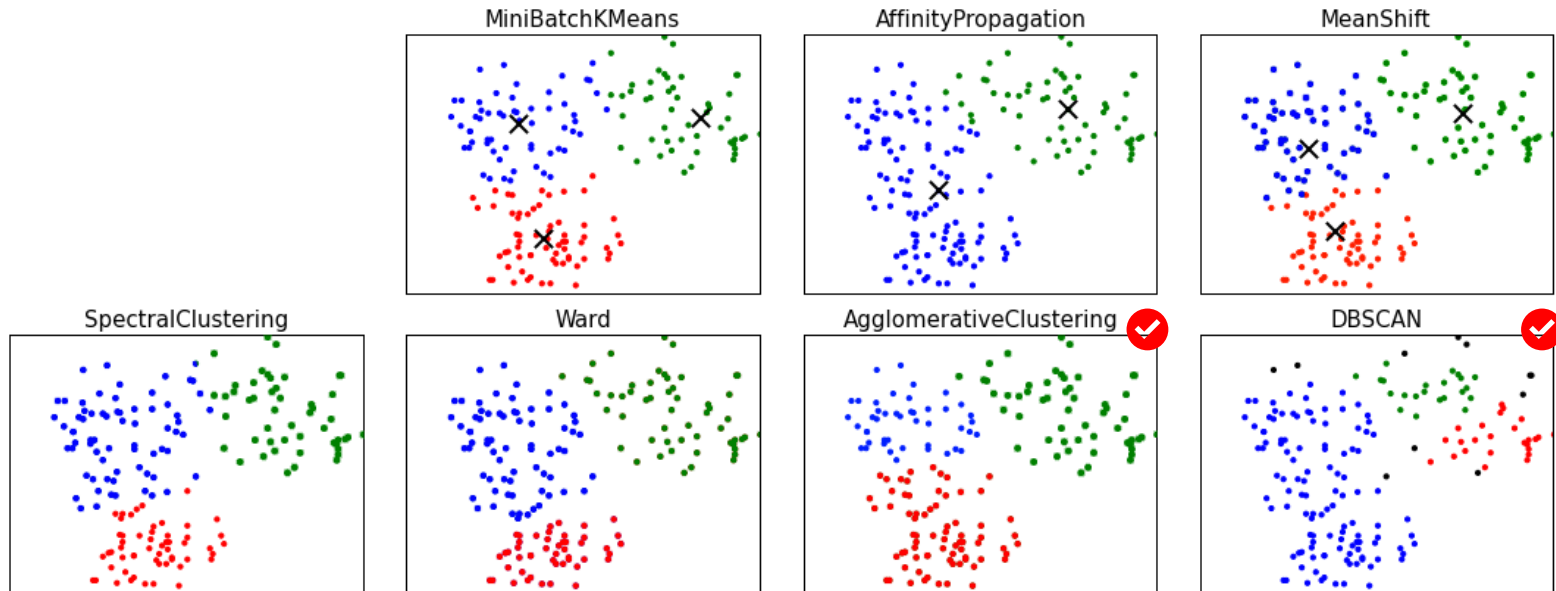 MiniBatchKMeans
AffinityPropagation
MeanShift
SpectralClustering
Ward
AgglomerativeClustering
DBSCAN